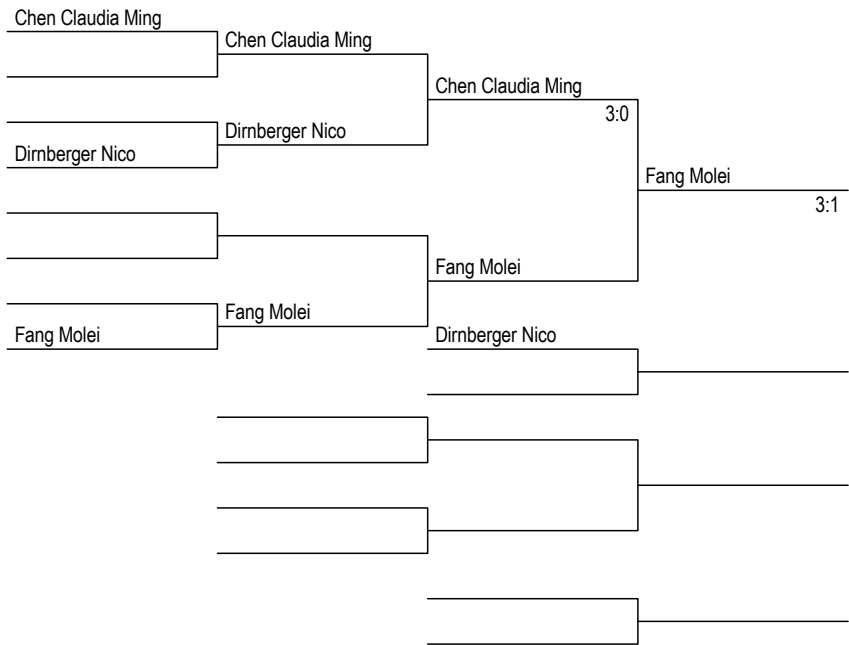 Chen Claudia Ming
Chen Claudia Ming
Chen Claudia Ming
3:0
Dirnberger Nico
Dirnberger Nico
Fang Molei
3:1
Fang Molei
Fang Molei
Fang Molei
Dirnberger Nico